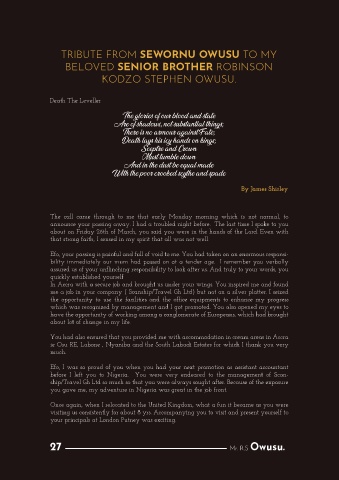 TRIBUTE FROM SEWORNU OWUSU TO MY
BELOVED SENIOR BROTHER ROBINSON
KODZO STEPHEN OWUSU.
Death The Leveller
The glories of our blood and state
Are of shadows, not substantial things;
There is no armour against Fate;
Death lays his icy hands on kings;
Sceptre and Crown
Must tumble down
And in the dust be equal made
With the poor crooked scythe and spade
By James Shirley
The call came through to me that early Monday morning which is not normal, to
announce your passing away. I had a troubled night before. The last time I spoke to you
about on Friday 26th of March, you said you were in the hands of the Lord. Even with
that strong faith, I sensed in my spirit that all was not well.
Efo, your passing is painful and full of void to me. You had taken on an enormous responsi-
bility immediately our mom had passed on at a tender age. I remember you verbally
assured us of your unflinching responsibility to look after us. And truly to your words, you
quickly established yourself
In Accra with a secure job and brought us under your wings. You inspired me and found
me a job in your company ( Scanship/Travel Gh Ltd) but not on a silver platter. I seized
the opportunity to use the facilities and the office equipments to enhance my progress
which was recognized by management and I got promoted. You also opened my eyes to
have the opportunity of working among a conglomerate of Europeans, which had brought
about lot of change in my life.
You had also ensured that you provided me with accommodation in ocean areas in Accra
ie Osu RE, Labone , Nyaniba and the South Labadi Estates for which I thank you very
much.
Efo, I was so proud of you when you had your next promotion as assistant accountant
before I left you to Nigeria. You were very endeared to the management of Scan-
ship/Travel Gh Ltd so much so that you were always sought after. Because of the exposure
you gave me, my adventure in Nigeria was great in the job front.
Once again, when I relocated to the United Kingdom, what a fun it became as you were
visiting us consistently for about 8 yrs. Accompanying you to visit and present yourself to
your principals at London Putney was exciting.
27
Mr. R.S Owusu.